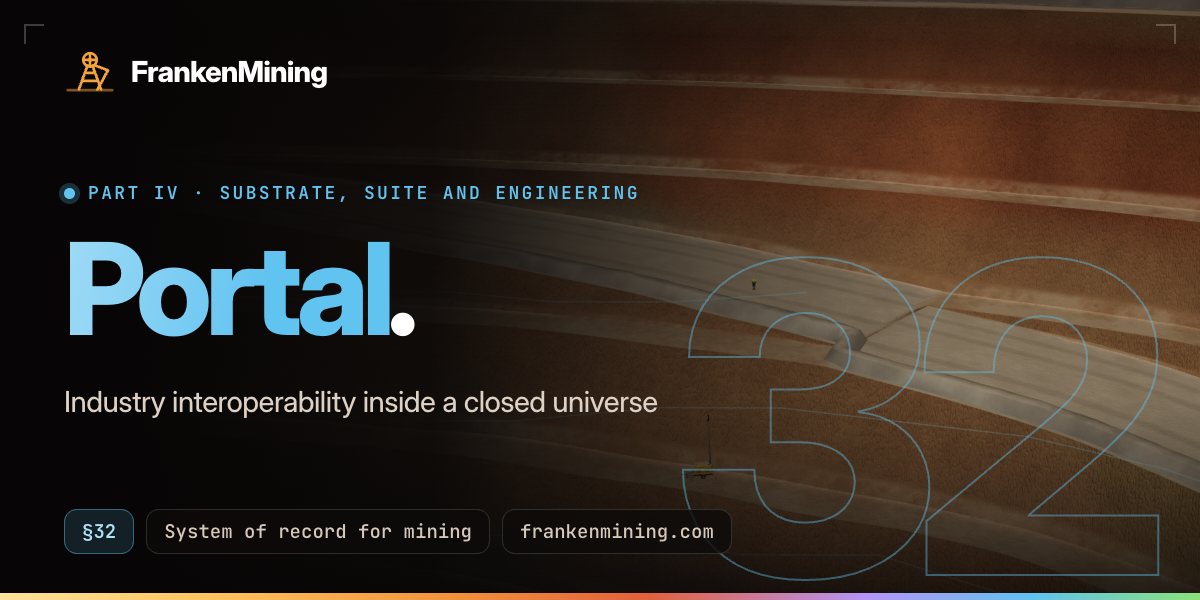 FrankenMining
PART IV · SUBSTRATE, SUITE AND ENGINEERING
Portal.
Industry interoperability inside a closed universe
32
§32
System of record for mining
frankenmining.com